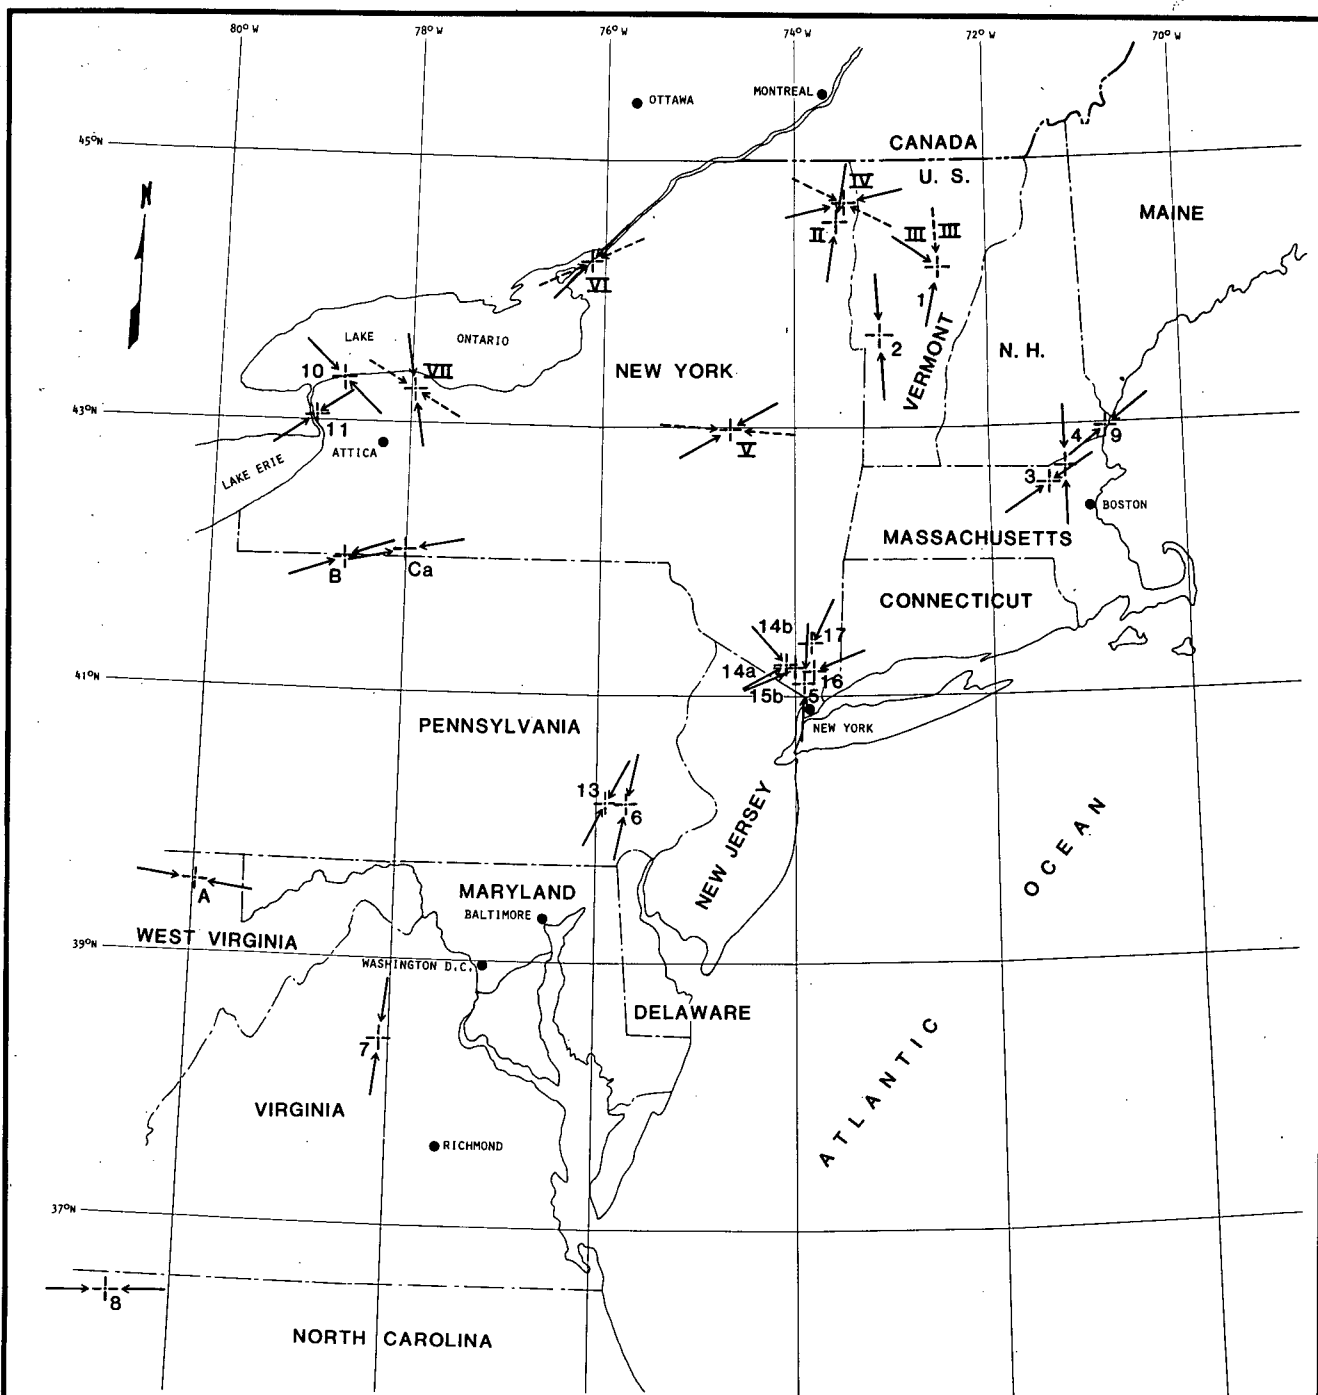 80° W
78° W
76° W
74° W
72° W
70° W
OTTAWA
MONTREAL
45°N
CANADA
U. S.
N
IV
MAINE
II
III
III
VI
1
LAKE ONTARIO
2
VERMONT
N. H.
10
VII
NEW YORK
43°N
11
ATTICA
V
4
9
LAKE ERIE
3
BOSTON
MASSACHUSETTS
B
Ca
CONNECTICUT
14b
17
14a
16
41°N
15b
5
PENNSYLVANIA
NEW YORK
13
6
NEW JERSEY
OCEAN
A
MARYLAND
BALTIMORE
WEST VIRGINIA
39°N
WASHINGTON D.C.
DELAWARE
7
ATLANTIC
VIRGINIA
RICHMOND
37°N
8
NORTH CAROLINA